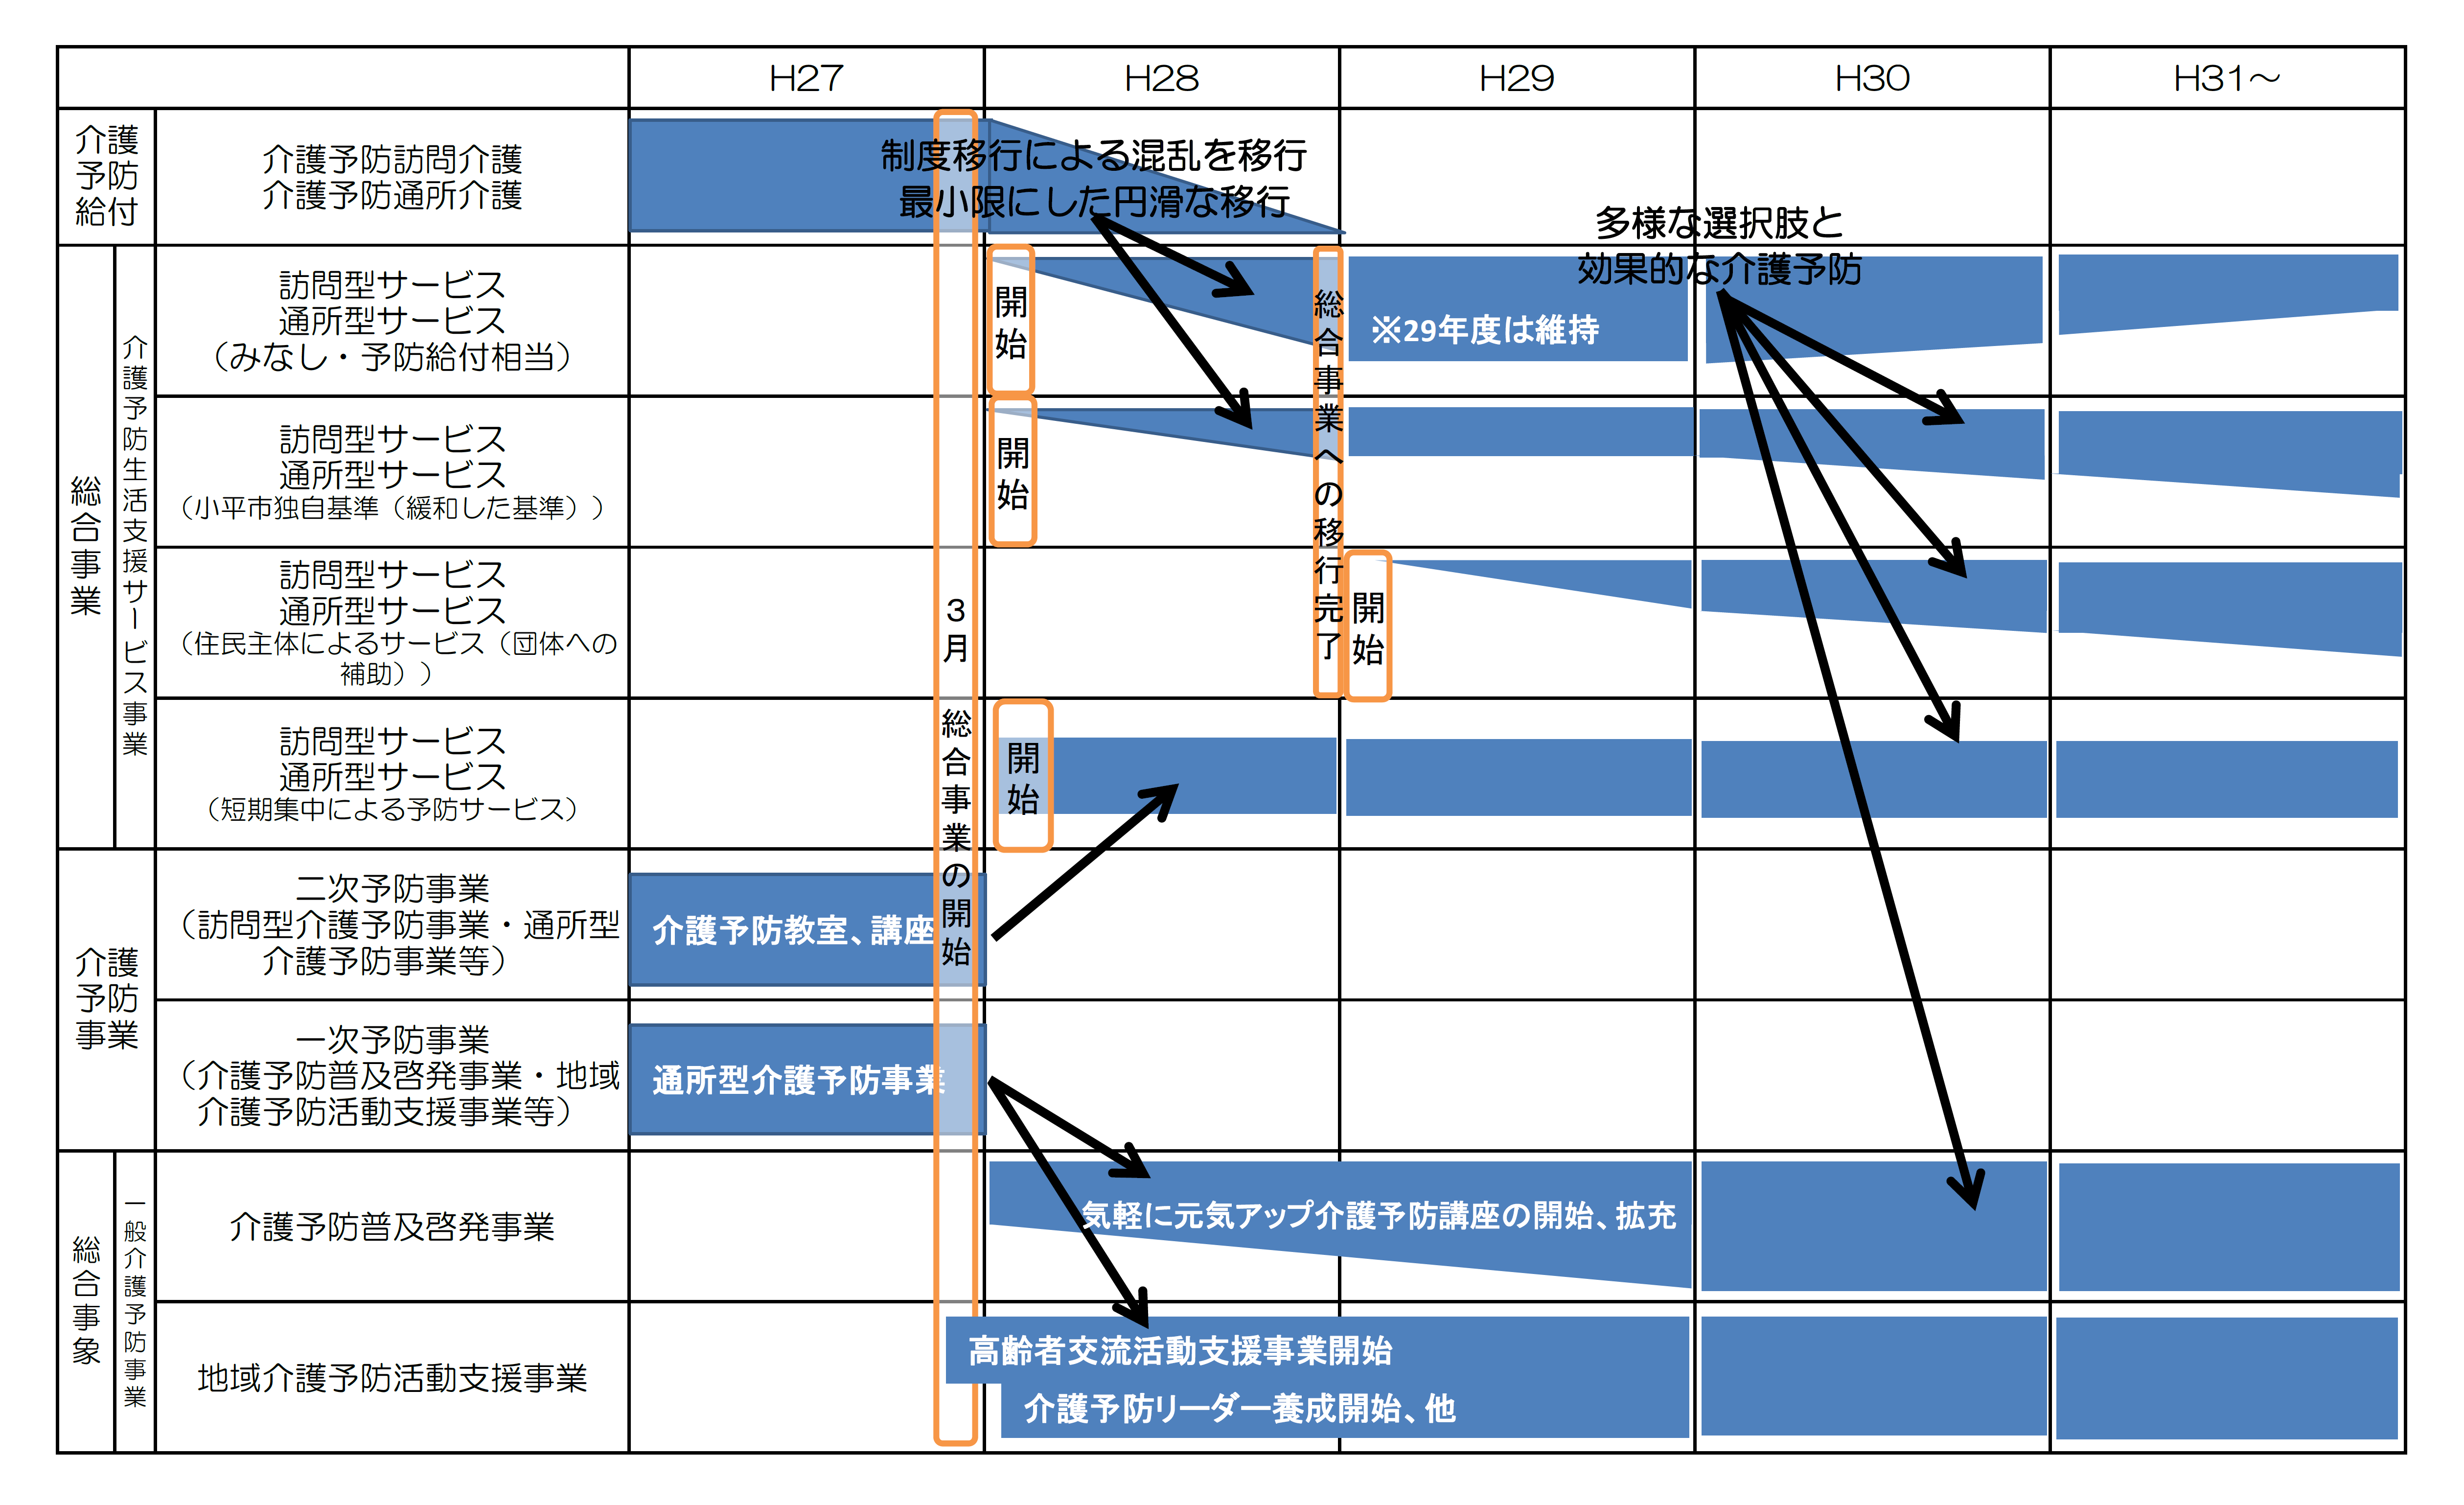 H27
H28
H29
H30
H31～
介護
予防
給付
介護予防訪問介護
介護予防通所介護
制度移行による混乱を移行
最小限にした円滑な移行
多様な選択肢と
効果的な介護予防
総合事業
介護予防生活支援サービス事業
訪問型サービス
通所型サービス
（みなし・予防給付相当）
開始
※29年度は維持
訪問型サービス
通所型サービス
（小平市独自基準（緩和した基準））
開始
総合事業への移行完了
訪問型サービス
通所型サービス
（住民主体によるサービス（団体への
補助））
開始
3月　総合事業の開始
訪問型サービス
通所型サービス
（短期集中による予防サービス）
開始
介護
予防
事業
二次予防事業
（訪問型介護予防事業・通所型
介護予防事業等）
介護予防教室、講座
一次予防事業
（介護予防普及啓発事業・地域
介護予防活動支援事業等）
通所型介護予防事業
総合事象
一般介護予防事業
介護予防普及啓発事業
気軽に元気アップ介護予防講座の開始、拡充
地域介護予防活動支援事業
高齢者交流活動支援事業開始
介護予防リーダー養成開始、他